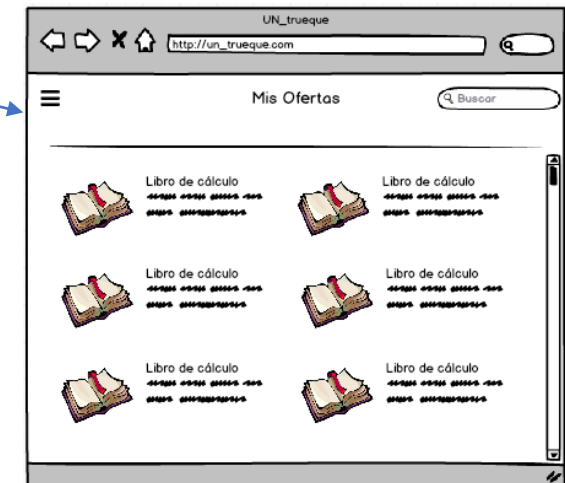 UN_trueque
http://un_trueque.com
Mis Ofertas
Buscar
Libro de cálculo
Libro de cálculo
Libro de cálculo
Libro de cálculo
Libro de cálculo
Libro de cálculo